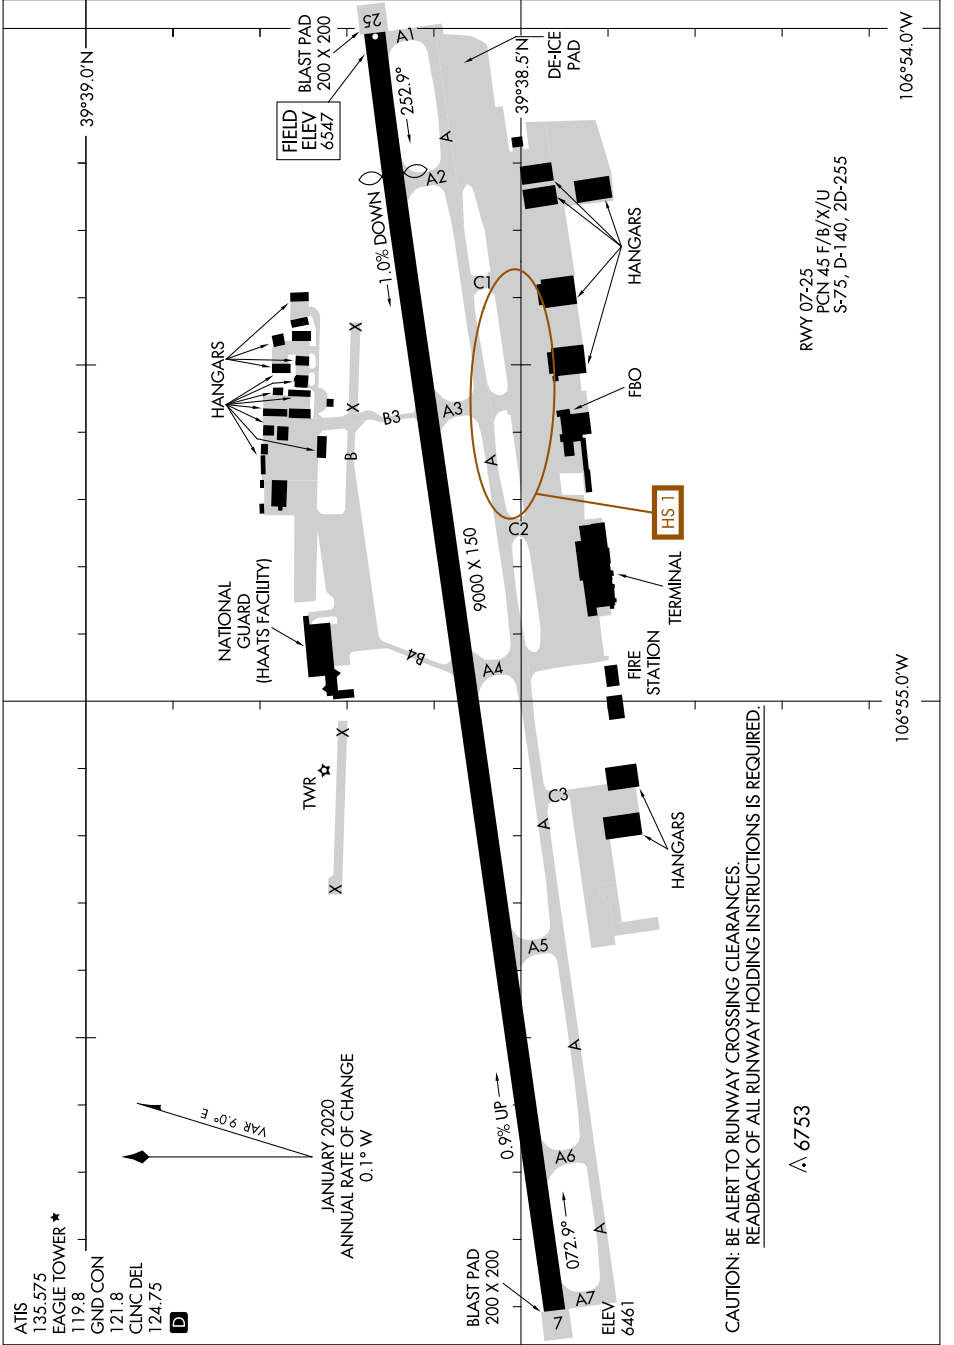 ATIS
135.575
EAGLE TOWER
119.8
GND CON
121.8
CLNC DEL
124.75
D
JANUARY 2020
ANNUAL RATE OF CHANGE
0.1° W
VAR 9.0° E
39°39.0'N
39°38.5'N
106°54.0'W
106°55.0'W
BLAST PAD
200 X 200
25
FIELD
ELEV
6547
252.9°
A1
A
A2
DE-ICE
PAD
1.0% DOWN
HANGARS
X
X
B3
A3
B
C1
A
C2
HANGARS
FBO
HS 1
9000 X 150
NATIONAL
GUARD
(HAATS FACILITY)
B4
A4
TERMINAL
FIRE
STATION
TWR
X
X
C3
A
HANGARS
A5
A
0.9% UP
A6
072.9°
A
A7
BLAST PAD
200 X 200
7
ELEV
6461
RWY 07-25
PCN 45 F/B/X/U
S-75, D-140, 2D-255
CAUTION: BE ALERT TO RUNWAY CROSSING CLEARANCES.
READBACK OF ALL RUNWAY HOLDING INSTRUCTIONS IS REQUIRED.
6753